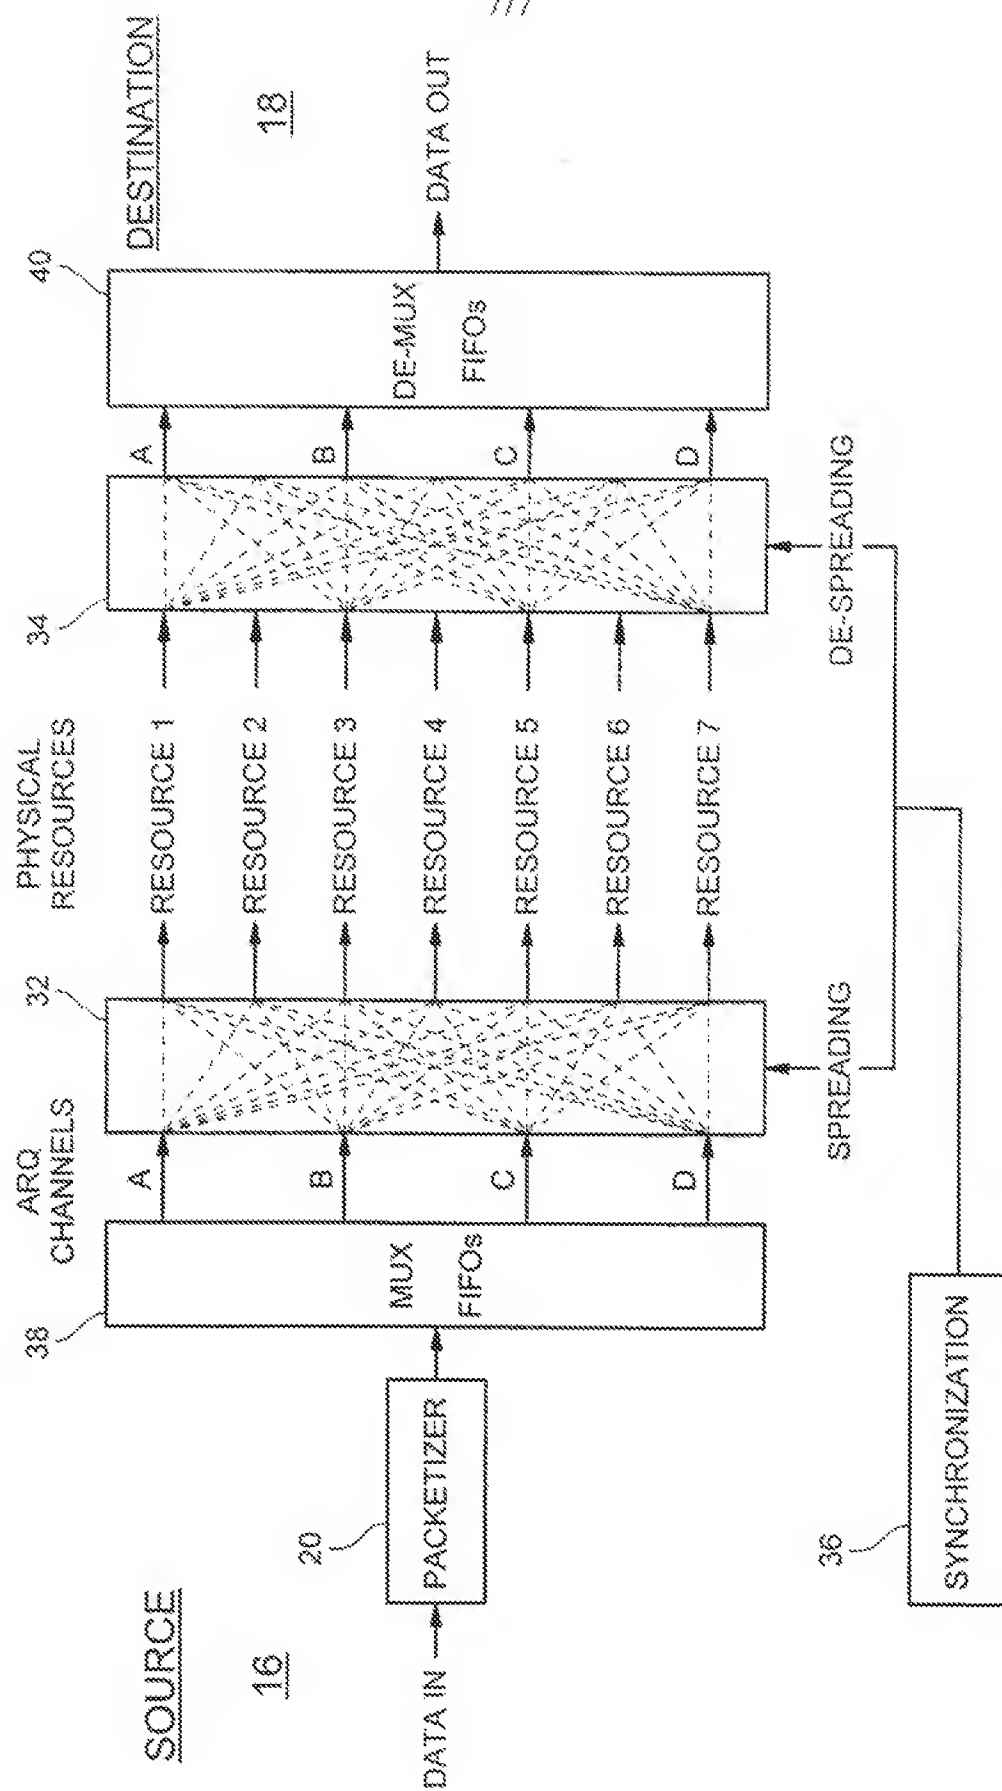 SOURCE
16
DATA IN
20
PACKETIZER
38
MUX
FIFOs
ARQ
CHANNELS
A
B
C
D
32
SPREADING
PHYSICAL
RESOURCES
RESOURCE 1
RESOURCE 2
RESOURCE 3
RESOURCE 4
RESOURCE 5
RESOURCE 6
RESOURCE 7
34
DE-SPREADING
A
B
C
D
40
DE-MUX
FIFOs
DATA OUT
DESTINATION
18
36
SYNCHRONIZATION